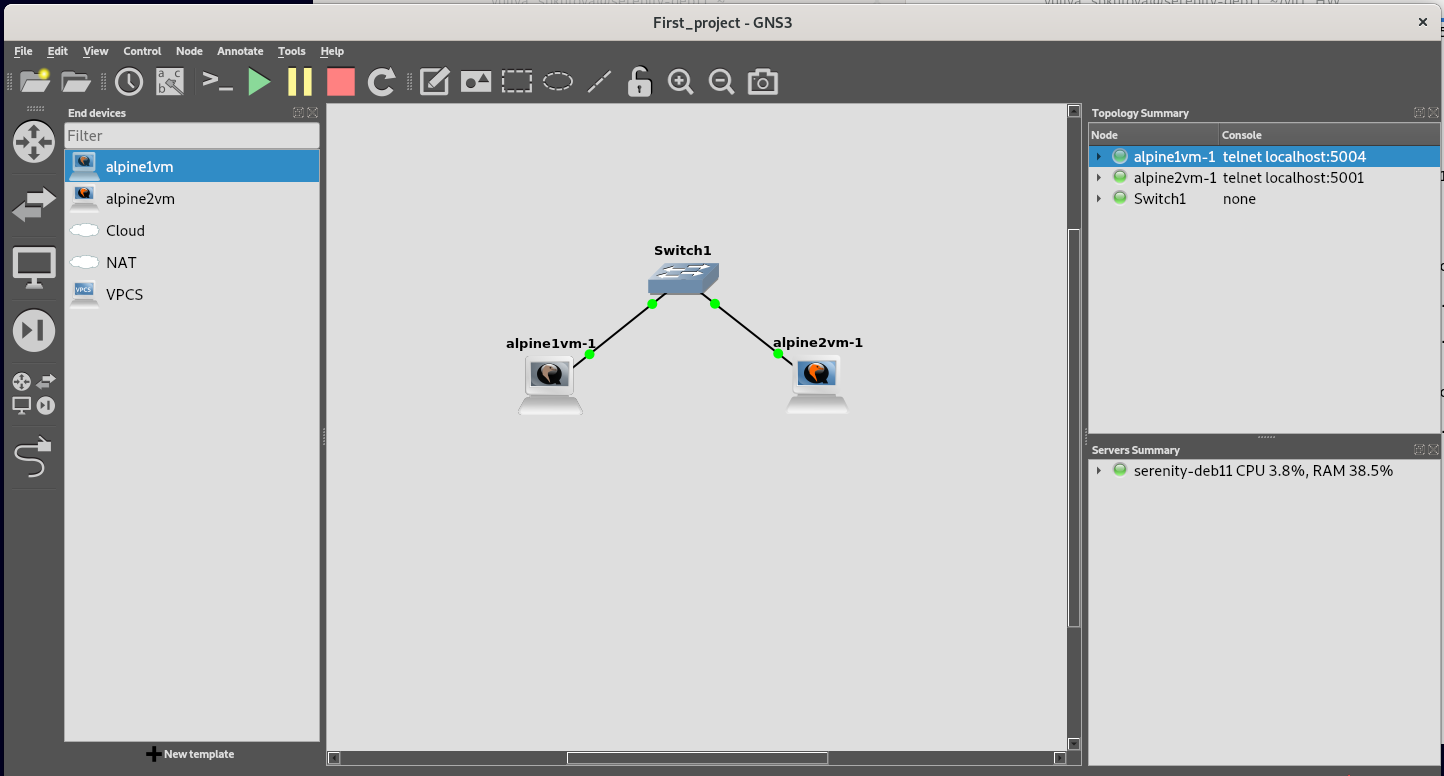 First_project - GNS3
File Edit View Control Node Annotate Tools Help
a c
b
End devices
Filter
alpine1vm
alpine2vm
Cloud
NAT
VPCS
VPCS
New template
Switch1
alpine1vm-1
alpine2vm-1
Topology Summary
Node Console
alpine1vm-1 telnet localhost:5004
alpine2vm-1 telnet localhost:5001
Switch1 none
Servers Summary
serenity-deb11 CPU 3.8%, RAM 38.5%